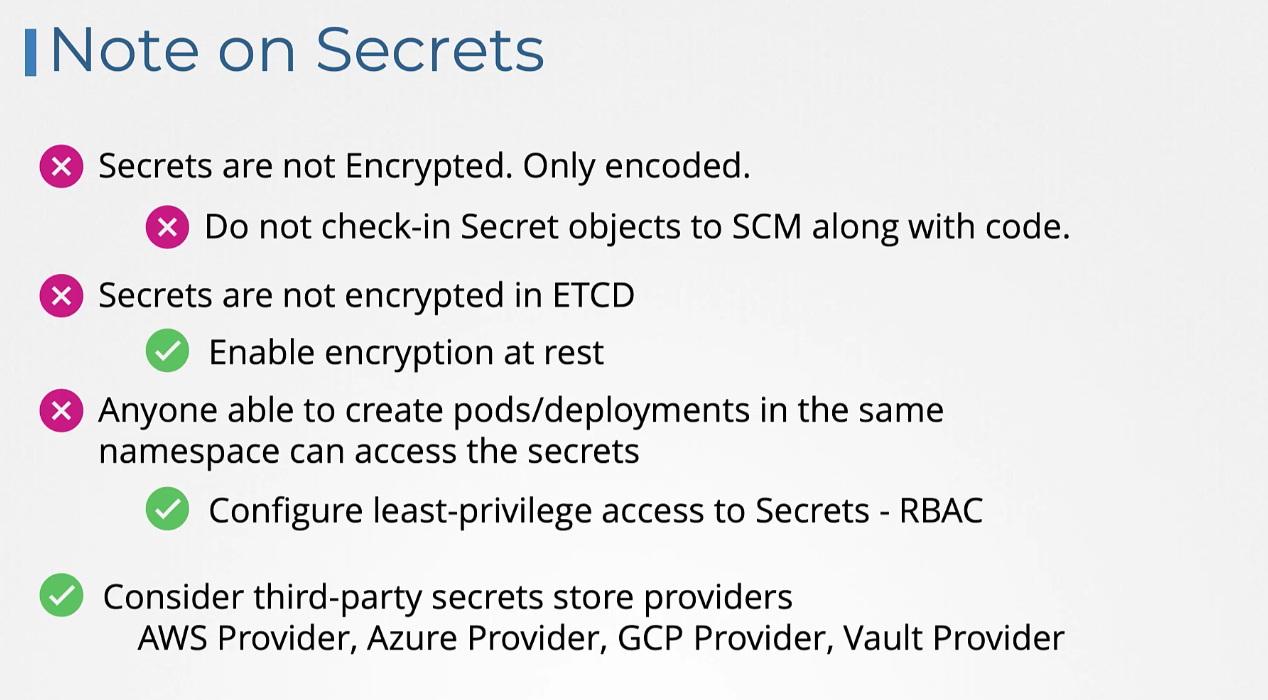 Note on Secrets
Secrets are not Encrypted. Only encoded.
Do not check-in Secret objects to SCM along with code.
Secrets are not encrypted in ETCD
Enable encryption at rest
Anyone able to create pods/deployments in the same
namespace can access the secrets
Configure least-privilege access to Secrets - RBAC
Consider third-party secrets store providers
AWS Provider, Azure Provider, GCP Provider, Vault Provider